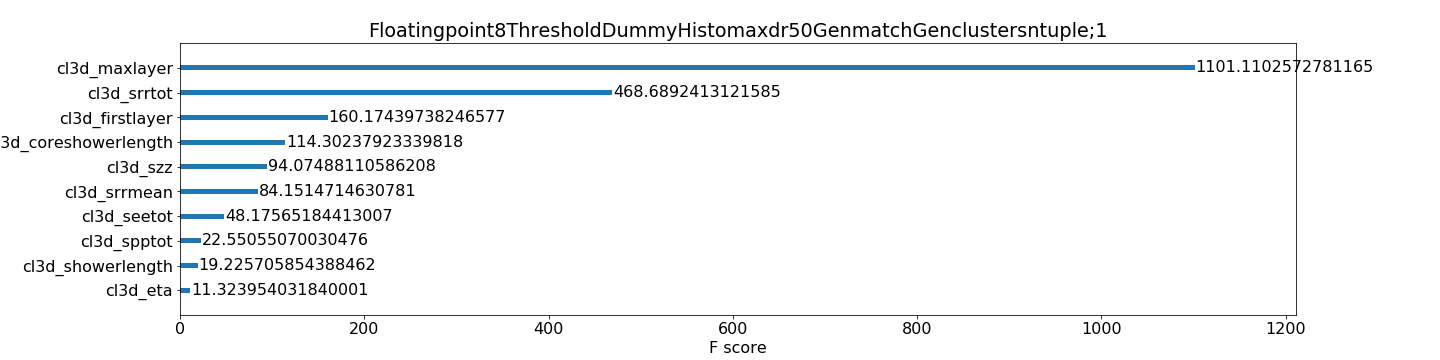 Floatingpoint8ThresholdDummyHistomaxdr50GenmatchGenclustersntuple;1
cl3d_maxlayer 1101.1102572781165
cl3d_srrtot 468.6892413121585
cl3d_firstlayer 160.17439738246577
3d_coreshowerlength 114.30237923339818
cl3d_szz 94.07488110586208
cl3d_srrmean 84.1514714630781
cl3d_seetot 48.17565184413007
cl3d_spptot 22.55055070030476
cl3d_showerlength 19.225705854388462
cl3d_eta 11.323954031840001
0 200 400 600 800 1000 1200
F score